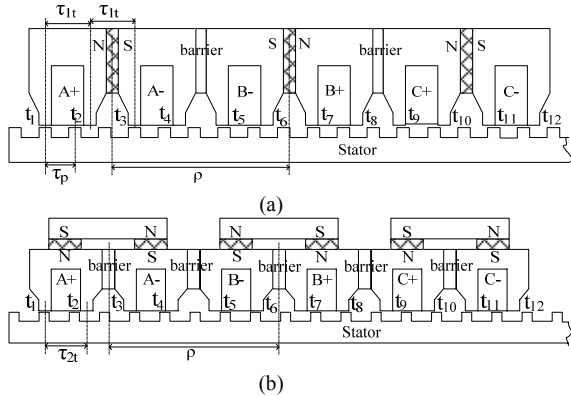 τ1t τ1t
N S barrier S N barrier N S
A+ A- B- B+ C+ C-
t1 t2 t3 t4 t5 t6 t7 t8 t9 t10 t11 t12
Stator
τp ρ
(a)
S N S N S N
N S N S N S
barrier barrier barrier barrier barrier
A+ A- B- B+ C+ C-
t1 t2 t3 t4 t5 t6 t7 t8 t9 t10 t11 t12
Stator
τ2t ρ
(b)